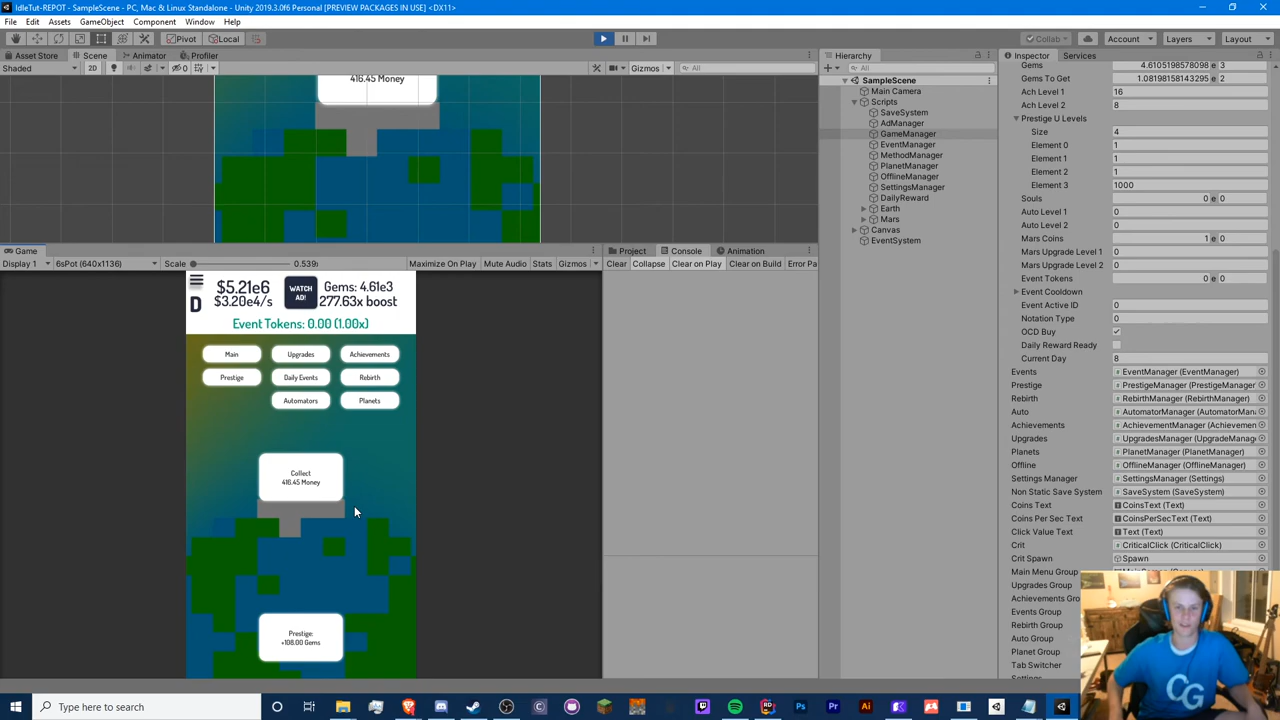 IdleTut-REPOT - SampleScene - PC, Mac & Linux Standalone - Unity 2019.3.0f6 Personal [PREVIEW PACKAGES IN USE] <DX11>
File Edit Assets GameObject Component Window Help
Pivot Local Collab Account Layers Layout
Asset Store Scene Animator Profiler
Shaded 2D 0 Gizmos All
416.45 Money
Game
Display 1 6sPot (640x1136) Scale 0.539 Maximize On Play Mute Audio Stats Gizmos
$5.21e6
$3.20e4/s
WATCH
AD!
Gems: 4.61e3
277.63x boost
D
Event Tokens: 0.00 (1.00x)
Main Upgrades Achievements
Prestige Daily Events Rebirth
Automators Planets
Collect
416.45 Money
Prestige:
+108.00 Gems
Project Console Animation
Clear Collapse Clear on Play Clear on Build Error Pa
Hierarchy
All
SampleScene
Main Camera
Scripts
SaveSystem
AdManager
GameManager
EventManager
MethodManager
PlanetManager
OfflineManager
SettingsManager
DailyReward
Earth
Mars
Canvas
EventSystem
Inspector Services
Gems 4.6105198578098 e 3
Gems To Get 1.08198158143295 e 2
Ach Level 1 16
Ach Level 2 8
Prestige U Levels
Size 4
Element 0 1
Element 1 1
Element 2 1
Element 3 1000
Souls 0 e 0
Auto Level 1 0
Auto Level 2 0
Mars Coins 1 e 0
Mars Upgrade Level 1 0
Mars Upgrade Level 2 0
Event Tokens 0 e 0
Event Cooldown
Event Active ID 0
Notation Type 0
OCD Buy
Daily Reward Ready
Current Day 8
Events EventManager (EventManager)
Prestige PrestigeManager (PrestigeManager
Rebirth RebirthManager (RebirthManager)
Auto AutomatorManager (AutomatorMan
Achievements AchievementManager (Achievemen
Upgrades UpgradesManager (UpgradeManag
Planets PlanetManager (PlanetManager)
Offline OfflineManager (OfflineManager)
Settings Manager SettingsManager (Settings)
Non Static Save System SaveSystem (SaveSystem)
Coins Text CoinsText (Text)
Coins Per Sec Text CoinsPerSecText (Text)
Click Value Text Text (Text)
Crit CriticalClick (CriticalClick)
Crit Spawn Spawn
Main Menu Group
Upgrades Group
Achievements Gro
Events Group
Rebirth Group
Auto Group
Planet Group
Tab Switcher
CG
Type here to search